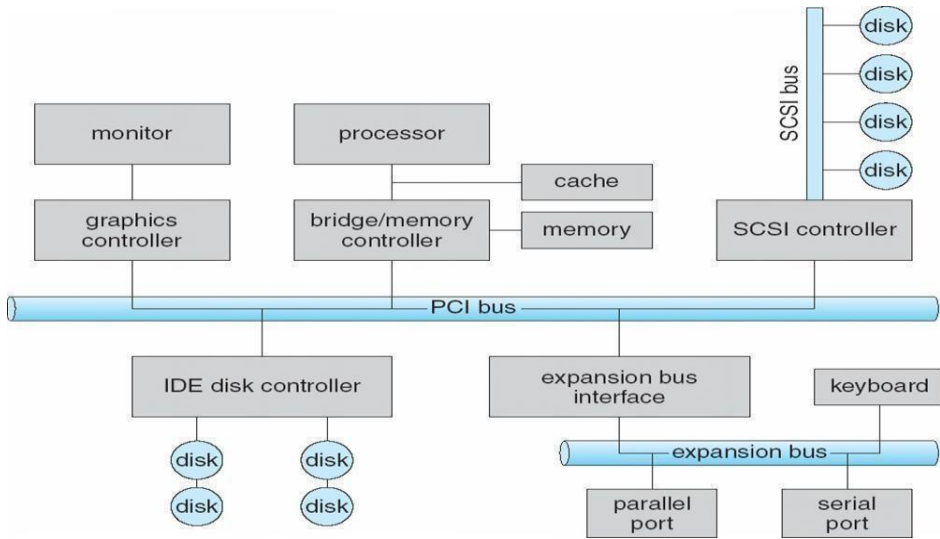 disk
disk
disk
disk
SCSI bus
monitor
processor
cache
graphics
controller
bridge/memory
controller
memory
SCSI controller
PCI bus
IDE disk controller
expansion bus
interface
keyboard
disk
disk
disk
disk
expansion bus
parallel
port
serial
port